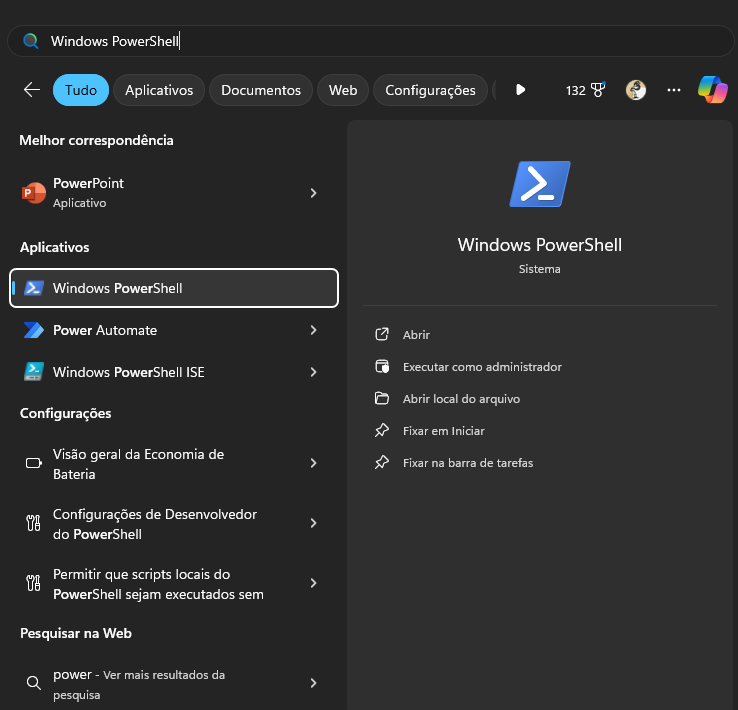 Windows PowerShell
Tudo
Aplicativos
Documentos
Web
Configurações
132
Melhor correspondência
PowerPoint
Aplicativo
Aplicativos
Windows PowerShell
Power Automate
Windows PowerShell ISE
Configurações
Visão geral da Economia de
Bateria
Configurações de Desenvolvedor
do PowerShell
Permitir que scripts locais do
PowerShell sejam executados sem
Pesquisar na Web
power - Ver mais resultados da
pesquisa
Windows PowerShell
Sistema
Abrir
Executar como administrador
Abrir local do arquivo
Fixar em Iniciar
Fixar na barra de tarefas